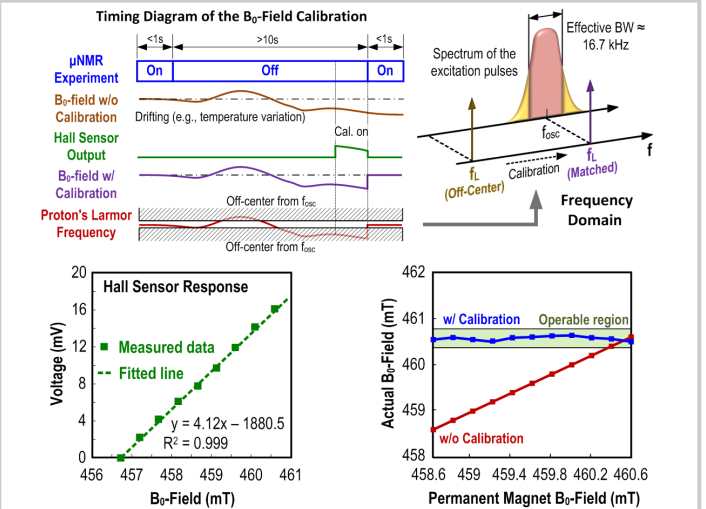 Timing Diagram of the B₀-Field Calibration
<1s
>10s
<1s
µNMR
Experiment
On
Off
On
B₀-field w/o
Calibration
Drifting (e.g., temperature variation)
Cal. on
Hall Sensor
Output
B₀-field w/
Calibration
Off-center from fosc
Proton's Larmor
Frequency
Off-center from fosc
Effective BW ≈
16.7 kHz
Spectrum of the
excitation pulses
fosc
f
fL
(Off-Center)
Calibration
fL
(Matched)
Frequency
Domain
Hall Sensor Response
Measured data
Fitted line
y = 4.12x – 1880.5
R² = 0.999
Voltage (mV)
20
16
12
8
4
0
456
457
458
459
460
461
B₀-Field (mT)
w/ Calibration
Operable region
w/o Calibration
Actual B₀-Field (mT)
462
461
460
459
458
458.6
459
459.4
459.8
460.2
460.6
Permanent Magnet B₀-Field (mT)